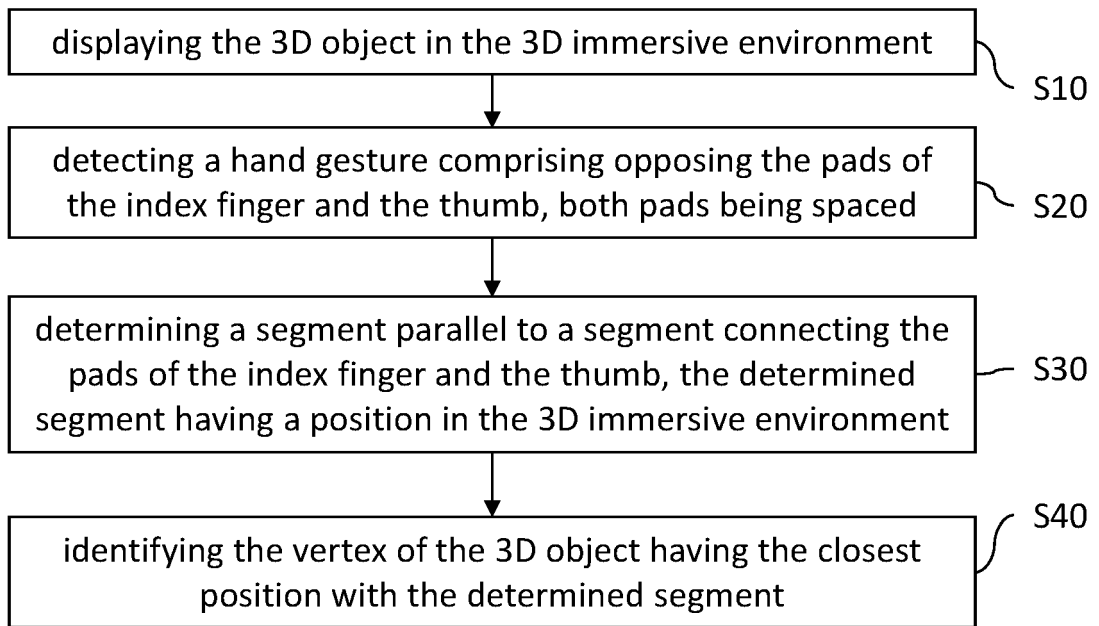 displaying the 3D object in the 3D immersive environment
S10
detecting a hand gesture comprising opposing the pads of
the index finger and the thumb, both pads being spaced
S20
determining a segment parallel to a segment connecting the
pads of the index finger and the thumb, the determined
segment having a position in the 3D immersive environment
S30
identifying the vertex of the 3D object having the closest
position with the determined segment
S40